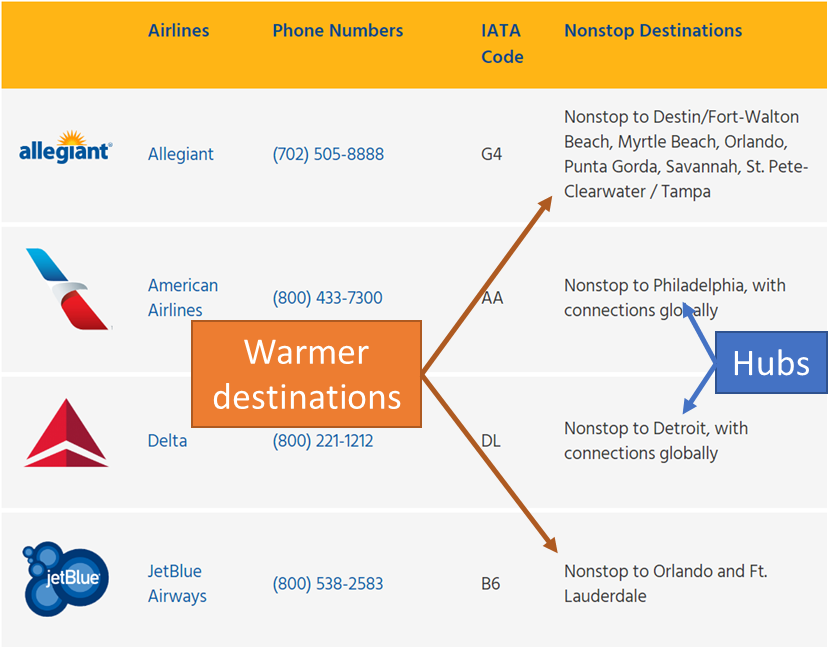 Airlines
Phone Numbers
IATA
Code
Nonstop Destinations
allegiant
Allegiant
(702) 505-8888
G4
Nonstop to Destin/Fort-Walton
Beach, Myrtle Beach, Orlando,
Punta Gorda, Savannah, St. Pete-
Clearwater / Tampa
American
Airlines
(800) 433-7300
AA
Nonstop to Philadelphia, with
connections globally
Warmer
destinations
Hubs
Delta
(800) 221-1212
DL
Nonstop to Detroit, with
connections globally
jetBlue
JetBlue
Airways
(800) 538-2583
B6
Nonstop to Orlando and Ft.
Lauderdale